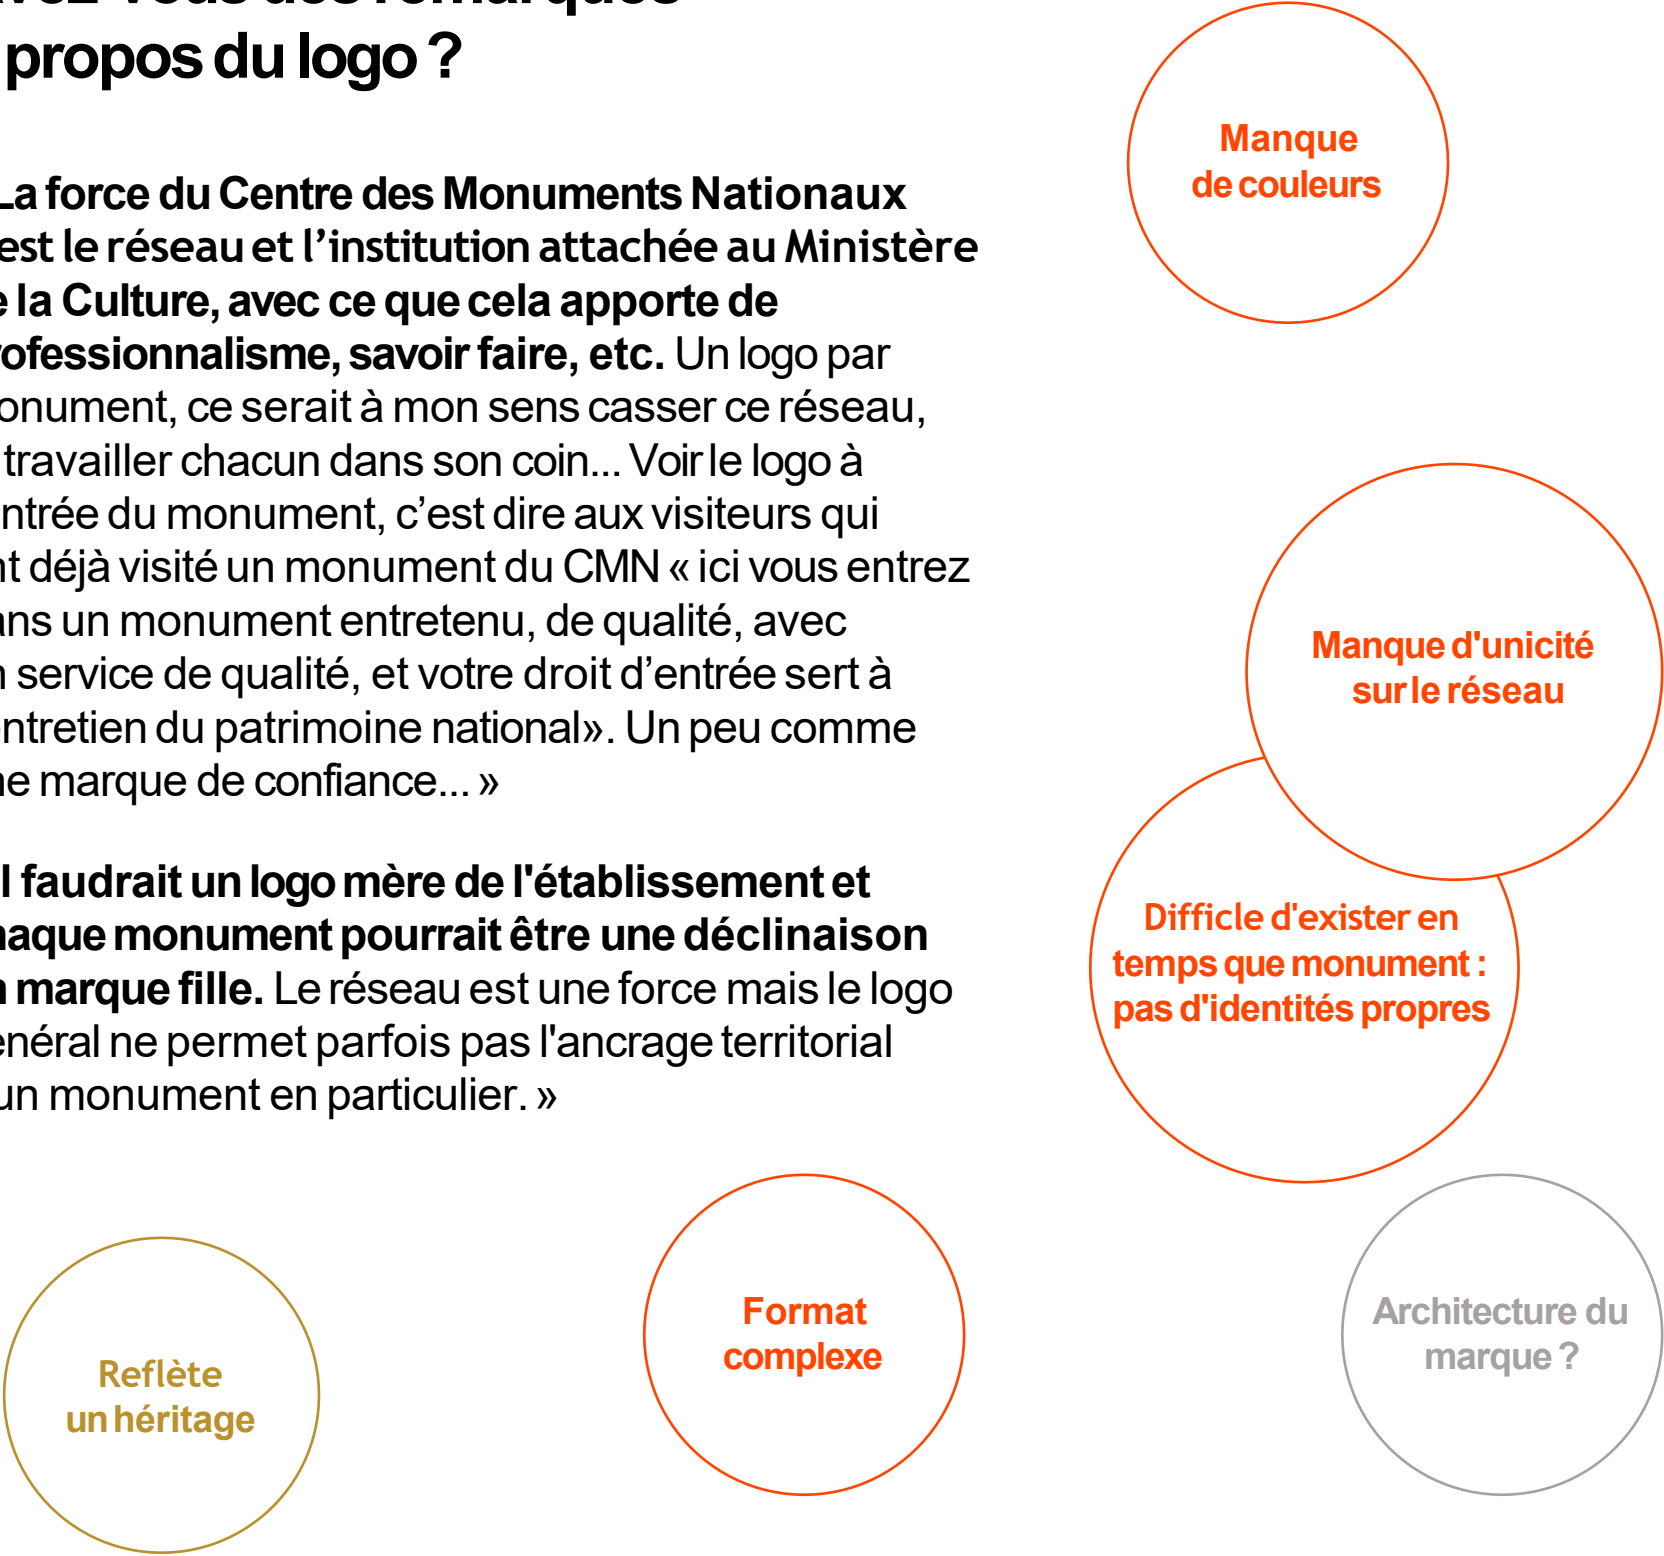 propos du logo ?
La force du Centre des Monuments Nationaux
est le réseau et l’institution attachée au Ministère
la Culture, avec ce que cela apporte de
rofessionnalisme, savoir faire, etc. Un logo par
onument, ce serait à mon sens casser ce réseau,
travailler chacun dans son coin... Voir le logo à
ntrée du monument, c’est dire aux visiteurs qui
nt déjà visité un monument du CMN « ici vous entrez
ans un monument entretenu, de qualité, avec
n service de qualité, et votre droit d’entrée sert à
entretien du patrimoine national». Un peu comme
ne marque de confiance... »
l faudrait un logo mère de l'établissement et
haque monument pourrait être une déclinaison
n marque fille. Le réseau est une force mais le logo
enéral ne permet parfois pas l'ancrage territorial
un monument en particulier. »
Manque
de couleurs
Manque d'unicité
sur le réseau
Difficle d'exister en
temps que monument :
pas d'identités propres
Reflète
un héritage
Format
complexe
Architecture du
marque ?